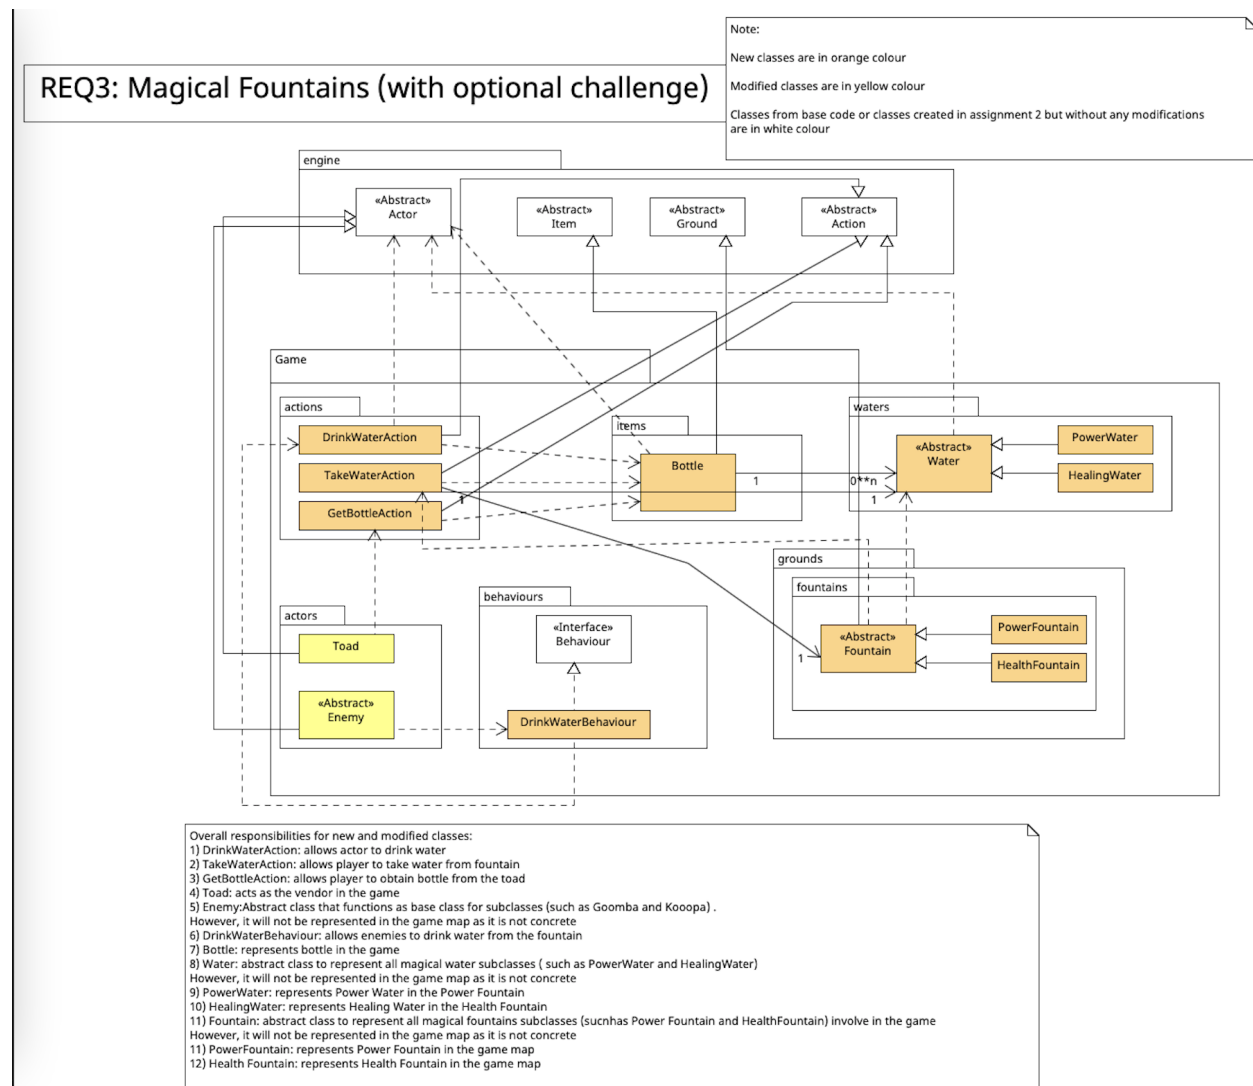 Note:
New classes are in orange colour
Modified classes are in yellow colour
Classes from base code or classes created in assignment 2 but without any modifications
are in white colour
REQ3: Magical Fountains (with optional challenge)
engine
«Abstract»
Actor
«Abstract»
Item
«Abstract»
Ground
«Abstract»
Action
Game
actions
DrinkWaterAction
TakeWaterAction
GetBottleAction
1
items
Bottle
1
0**n
1
waters
«Abstract»
Water
PowerWater
HealingWater
grounds
fountains
«Abstract»
Fountain
1
PowerFountain
HealthFountain
actors
Toad
«Abstract»
Enemy
behaviours
«Interface»
Behaviour
DrinkWaterBehaviour
Overall responsibilities for new and modified classes:
1) DrinkWaterAction: allows actor to drink water
2) TakeWaterAction: allows player to take water from fountain
3) GetBottleAction: allows player to obtain bottle from the toad
4) Toad: acts as the vendor in the game
5) Enemy:Abstract class that functions as base class for subclasses (such as Goomba and Kooopa) .
However, it will not be represented in the game map as it is not concrete
6) DrinkWaterBehaviour: allows enemies to drink water from the fountain
7) Bottle: represents bottle in the game
8) Water: abstract class to represent all magical water subclasses ( such as PowerWater and HealingWater)
However, it will not be represented in the game map as it is not concrete
9) PowerWater: represents Power Water in the Power Fountain
10) HealingWater: represents Healing Water in the Health Fountain
11) Fountain: abstract class to represent all magical fountains subclasses (sucnhas Power Fountain and HealthFountain) involve in the game
However, it will not be represented in the game map as it is not concrete
11) PowerFountain: represents Power Fountain in the game map
12) Health Fountain: represents Health Fountain in the game map